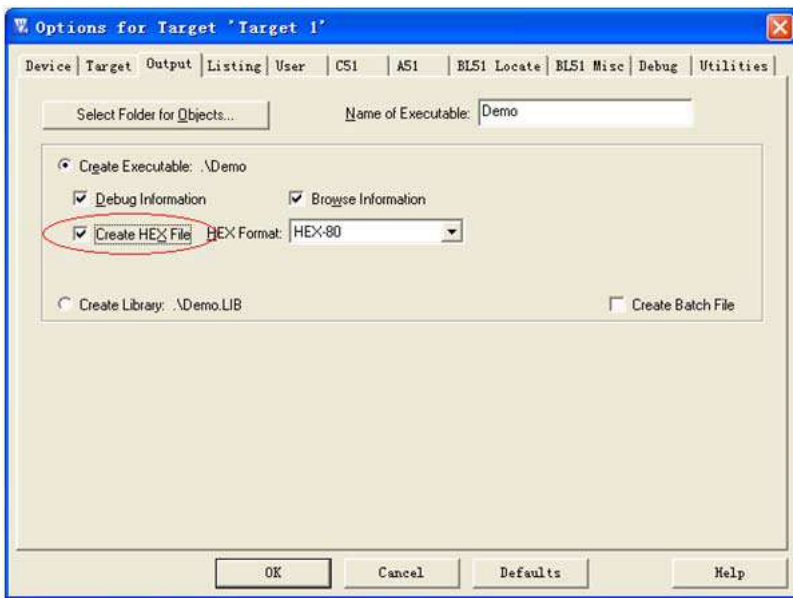 Options for Target 'Target 1'
Device Target Output Listing User C51 A51 BL51 Locate BL51 Misc Debug Utilities
Select Folder for Objects... Name of Executable: Demo
Create Executable: .\Demo
Debug Information Browse Information
Create HEX File HEX Format: HEX-80
Create Library: .\Demo.LIB Create Batch File
OK Cancel Defaults Help